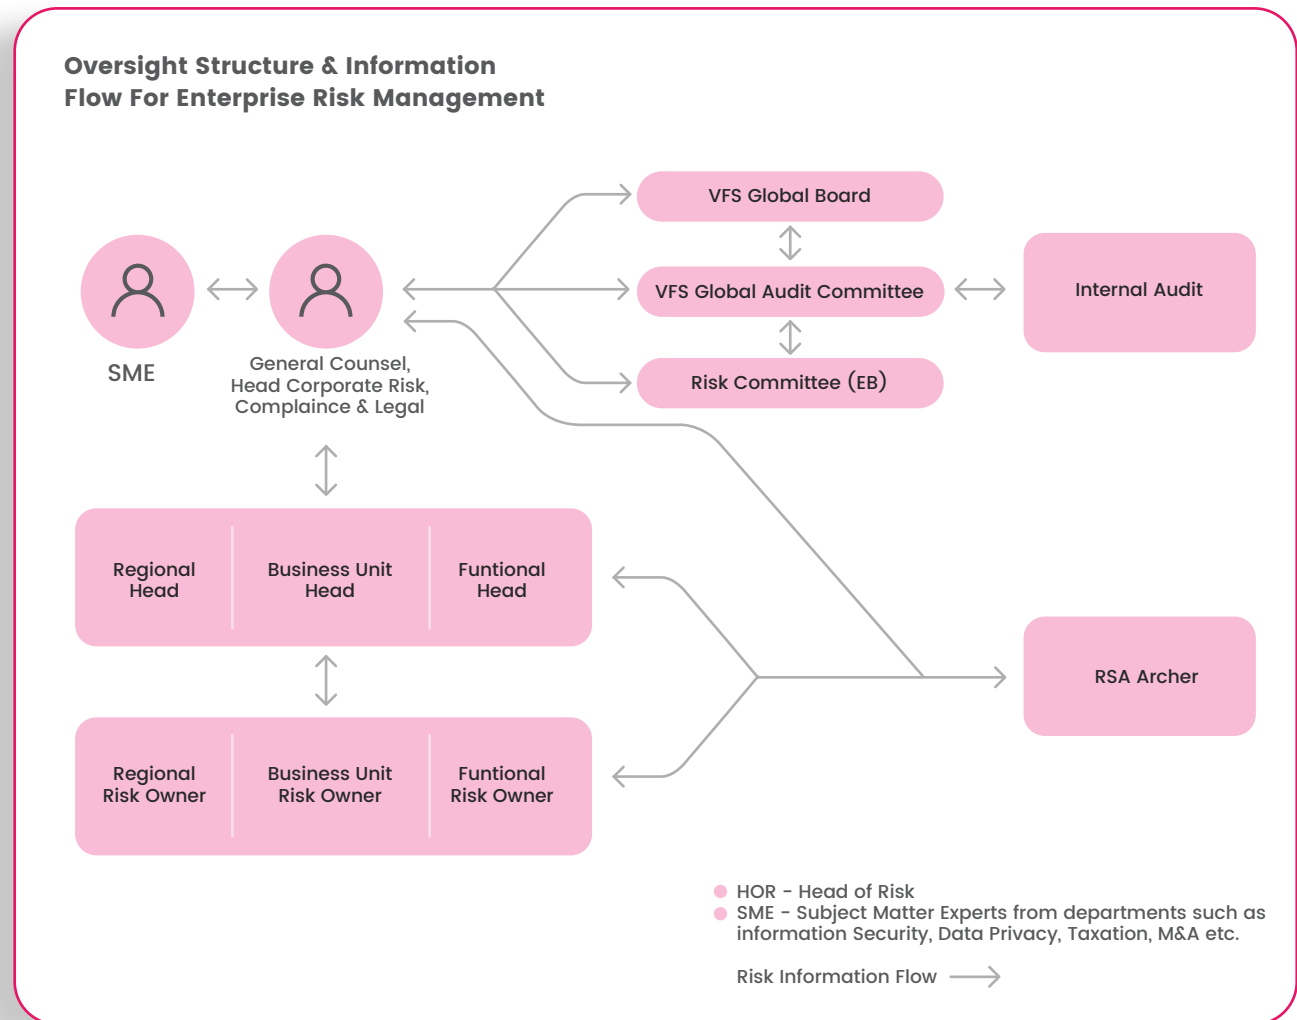 Oversight Structure & Information
Flow For Enterprise Risk Management
VFS Global Board
VFS Global Audit Committee
Risk Committee (EB)
Internal Audit
SME
General Counsel,
Head Corporate Risk,
Complaince & Legal
Regional
Head
Business Unit
Head
Funtional
Head
RSA Archer
Regional
Risk Owner
Business Unit
Risk Owner
Funtional
Risk Owner
HOR - Head of Risk
SME - Subject Matter Experts from departments such as
information Security, Data Privacy, Taxation, M&A etc.
Risk Information Flow